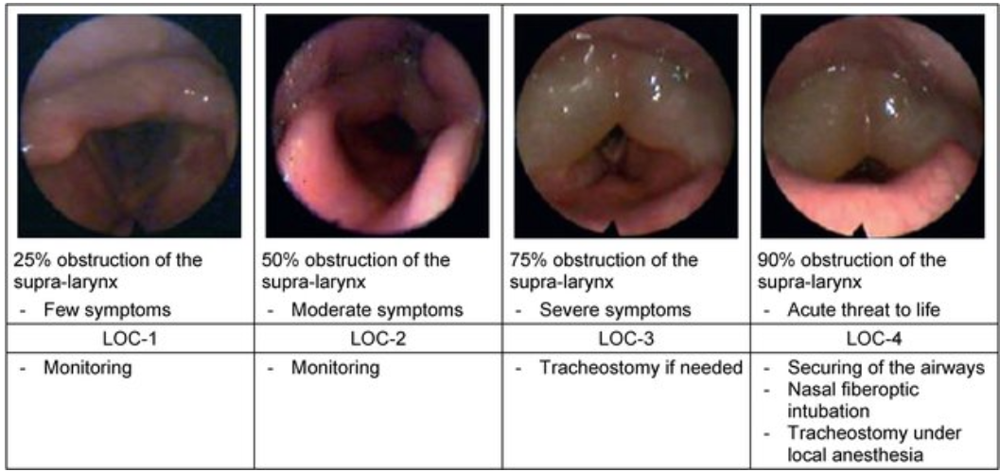 25% obstruction of the
supra-larynx
- Few symptoms
50% obstruction of the
supra-larynx
- Moderate symptoms
75% obstruction of the
supra-larynx
- Severe symptoms
90% obstruction of the
supra-larynx
- Acute threat to life
LOC-1
LOC-2
LOC-3
LOC-4
- Monitoring
- Monitoring
- Tracheostomy if needed
- Securing of the airways
- Nasal fiberoptic
intubation
- Tracheostomy under
local anesthesia